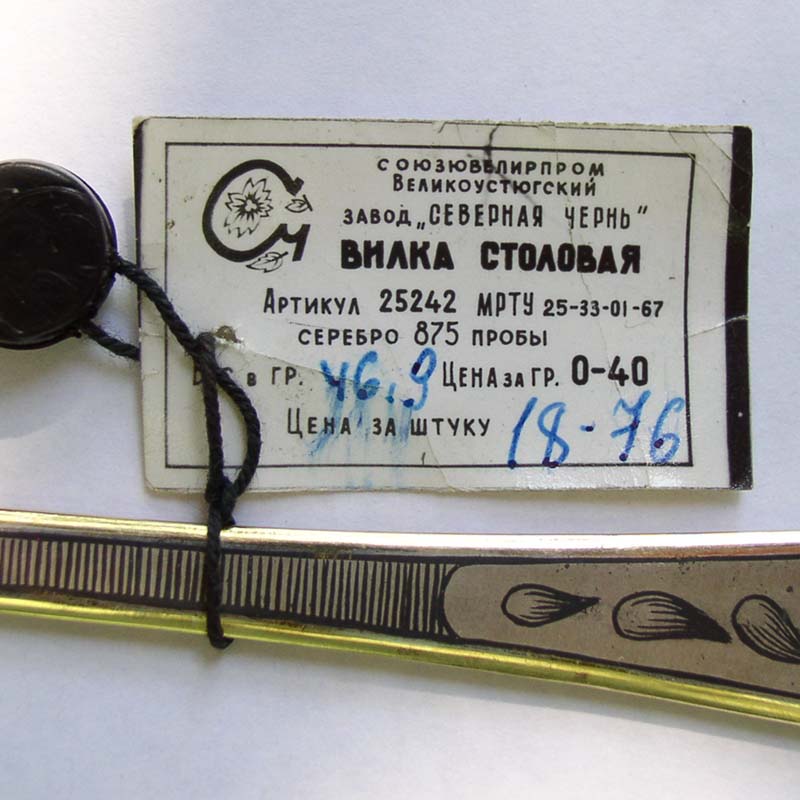 СОЮЗЮВЕЛИРПРОМ
ВЕЛИКОУСТЮГСКИЙ
ЗАВОД „СЕВЕРНАЯ ЧЕРНЬ"
ВИЛКА СТОЛОВАЯ
АРТИКУЛ 25242 МРТУ 25-33-01-67
СЕРЕБРО 875 ПРОБЫ
ВЕС В ГР. 46,9 ЦЕНА ЗА ГР. 0-40
ЦЕНА ЗА ШТУКУ 18-76